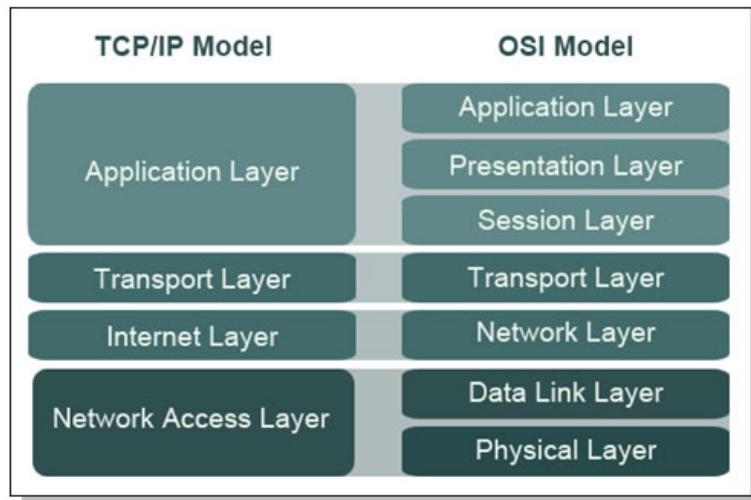 TCP/IP Model
OSI Model
Application Layer
Transport Layer
Internet Layer
Network Access Layer
Application Layer
Presentation Layer
Session Layer
Transport Layer
Network Layer
Data Link Layer
Physical Layer